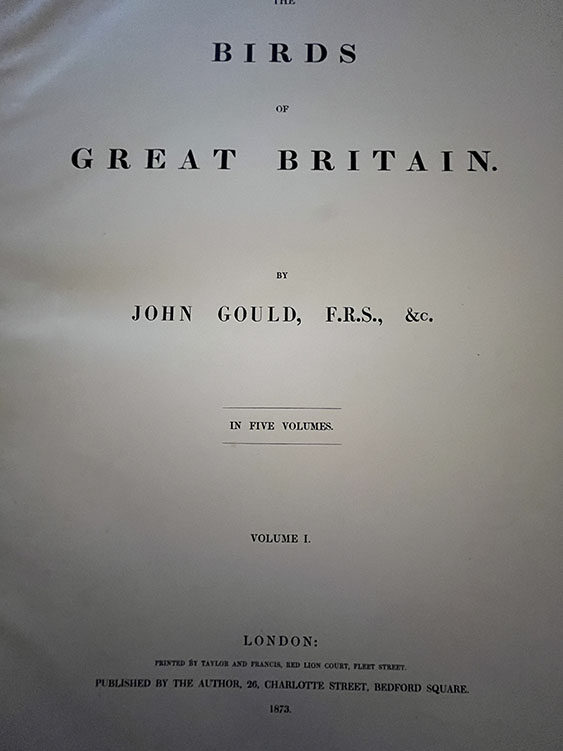 THE
BIRDS
OF
GREAT BRITAIN.
BY
JOHN GOULD, F.R.S., &c.
IN FIVE VOLUMES.
VOLUME I.
LONDON:
PRINTED BY TAYLOR AND FRANCIS, RED LION COURT, FLEET STREET.
PUBLISHED BY THE AUTHOR, 26, CHARLOTTE STREET, BEDFORD SQUARE.
1873.